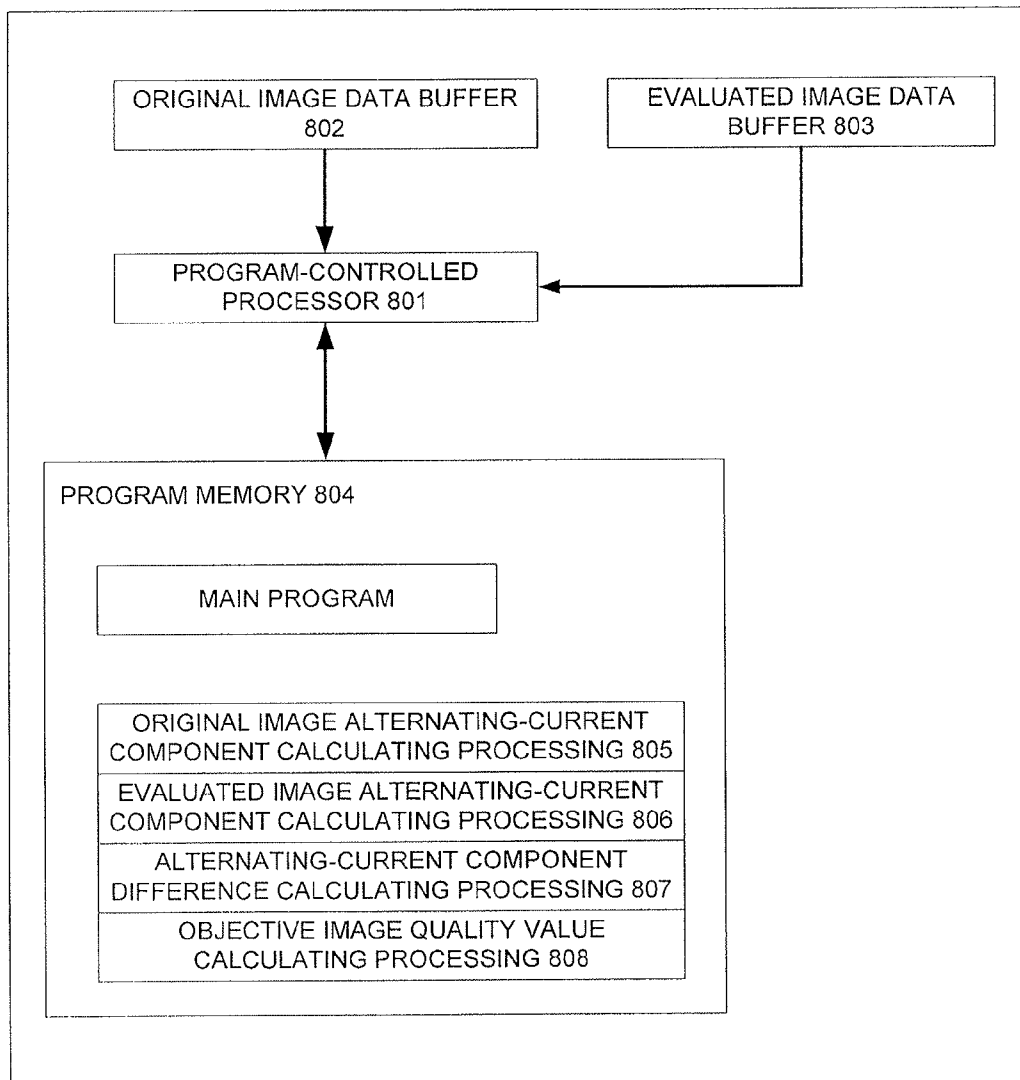 ORIGINAL IMAGE DATA BUFFER
802
EVALUATED IMAGE DATA
BUFFER 803
PROGRAM-CONTROLLED
PROCESSOR 801
PROGRAM MEMORY 804
MAIN PROGRAM
ORIGINAL IMAGE ALTERNATING-CURRENT
COMPONENT CALCULATING PROCESSING 805
EVALUATED IMAGE ALTERNATING-CURRENT
COMPONENT CALCULATING PROCESSING 806
ALTERNATING-CURRENT COMPONENT
DIFFERENCE CALCULATING PROCESSING 807
OBJECTIVE IMAGE QUALITY VALUE
CALCULATING PROCESSING 808